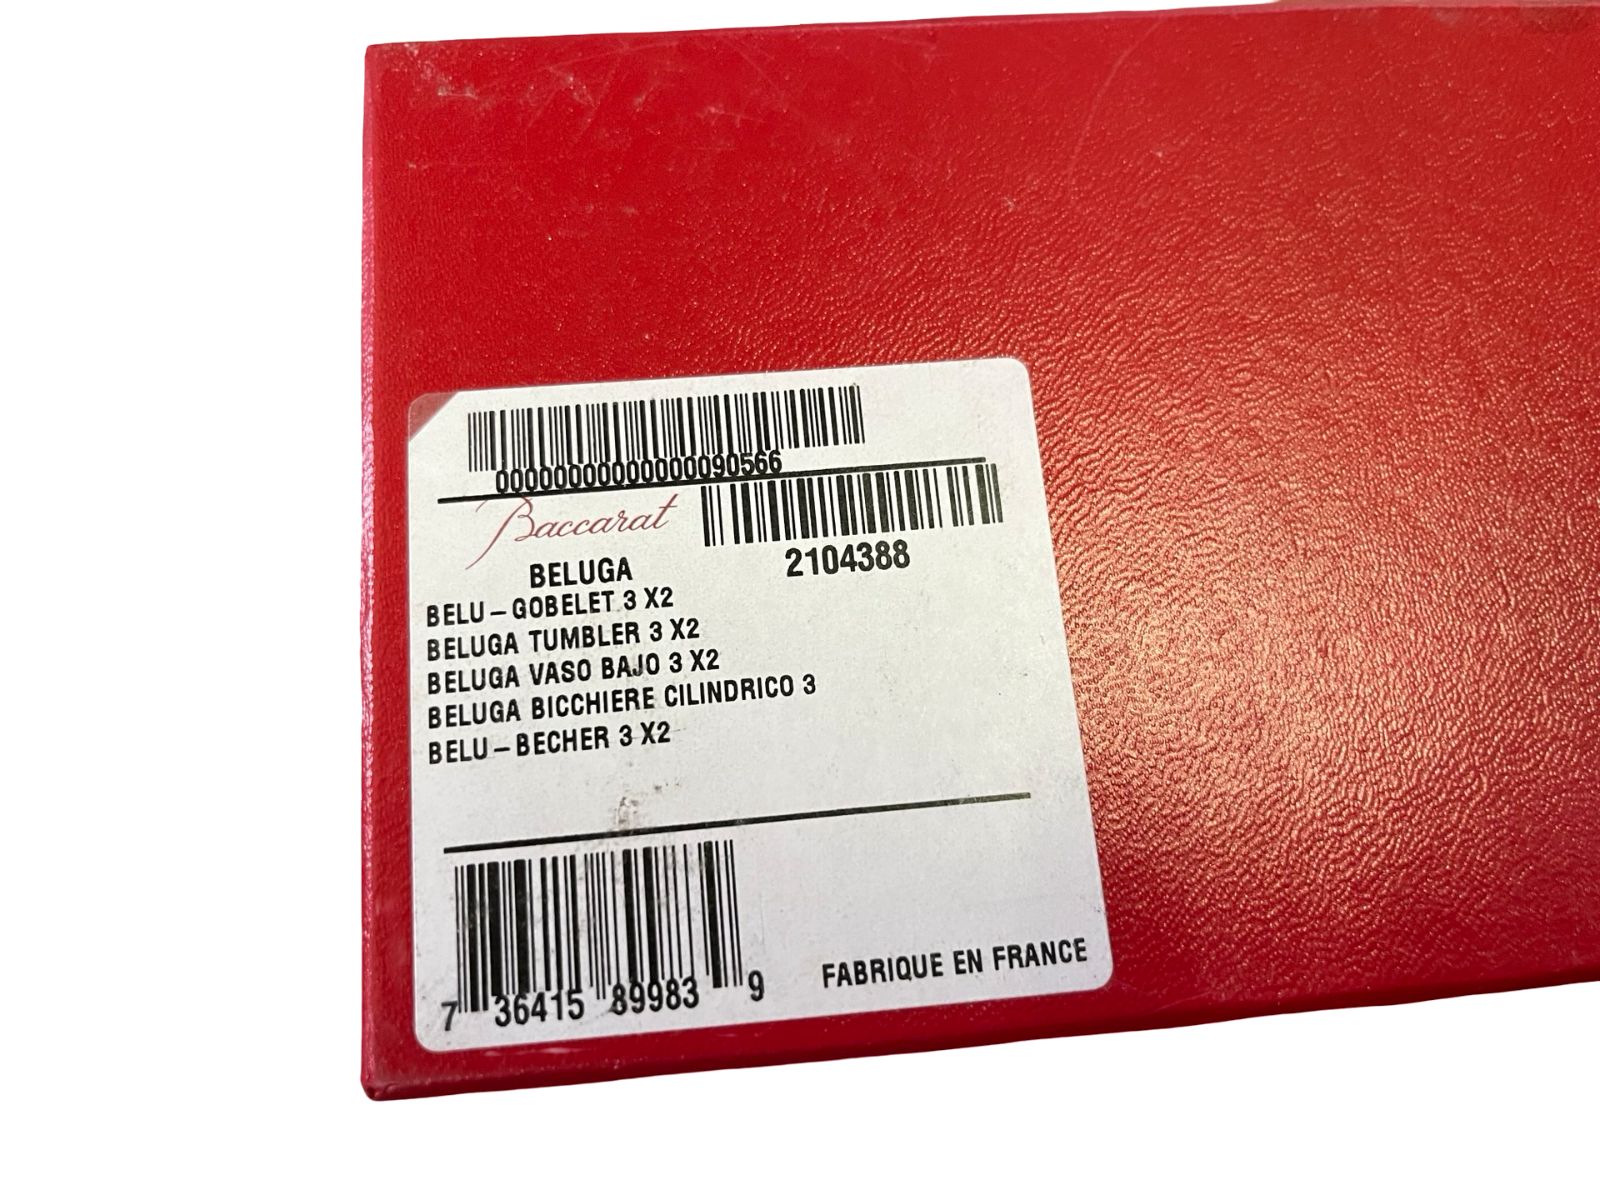 00000000000000090566
Baccarat
2104388
BELUGA
BELU-GOBELET 3 X2
BELUGA TUMBLER 3 X2
BELUGA VASO BAJO 3 X2
BELUGA BICCHIERE CILINDRICO 3
BELU-BECHER 3 X2
7 36415 89983 9
FABRIQUE EN FRANCE